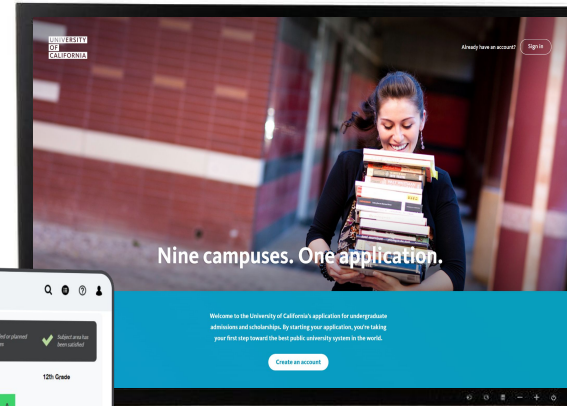 UNIVERSITY
OF
CALIFORNIA
Already have an account? Sign in
Nine campuses. One application.
Welcome to the University of California's application for undergraduate
admissions and scholarships. By starting your application, you're taking
your first step toward the best public university system in the world.
Create an account
or planned
Subject area has
been satisfied
12th Grade